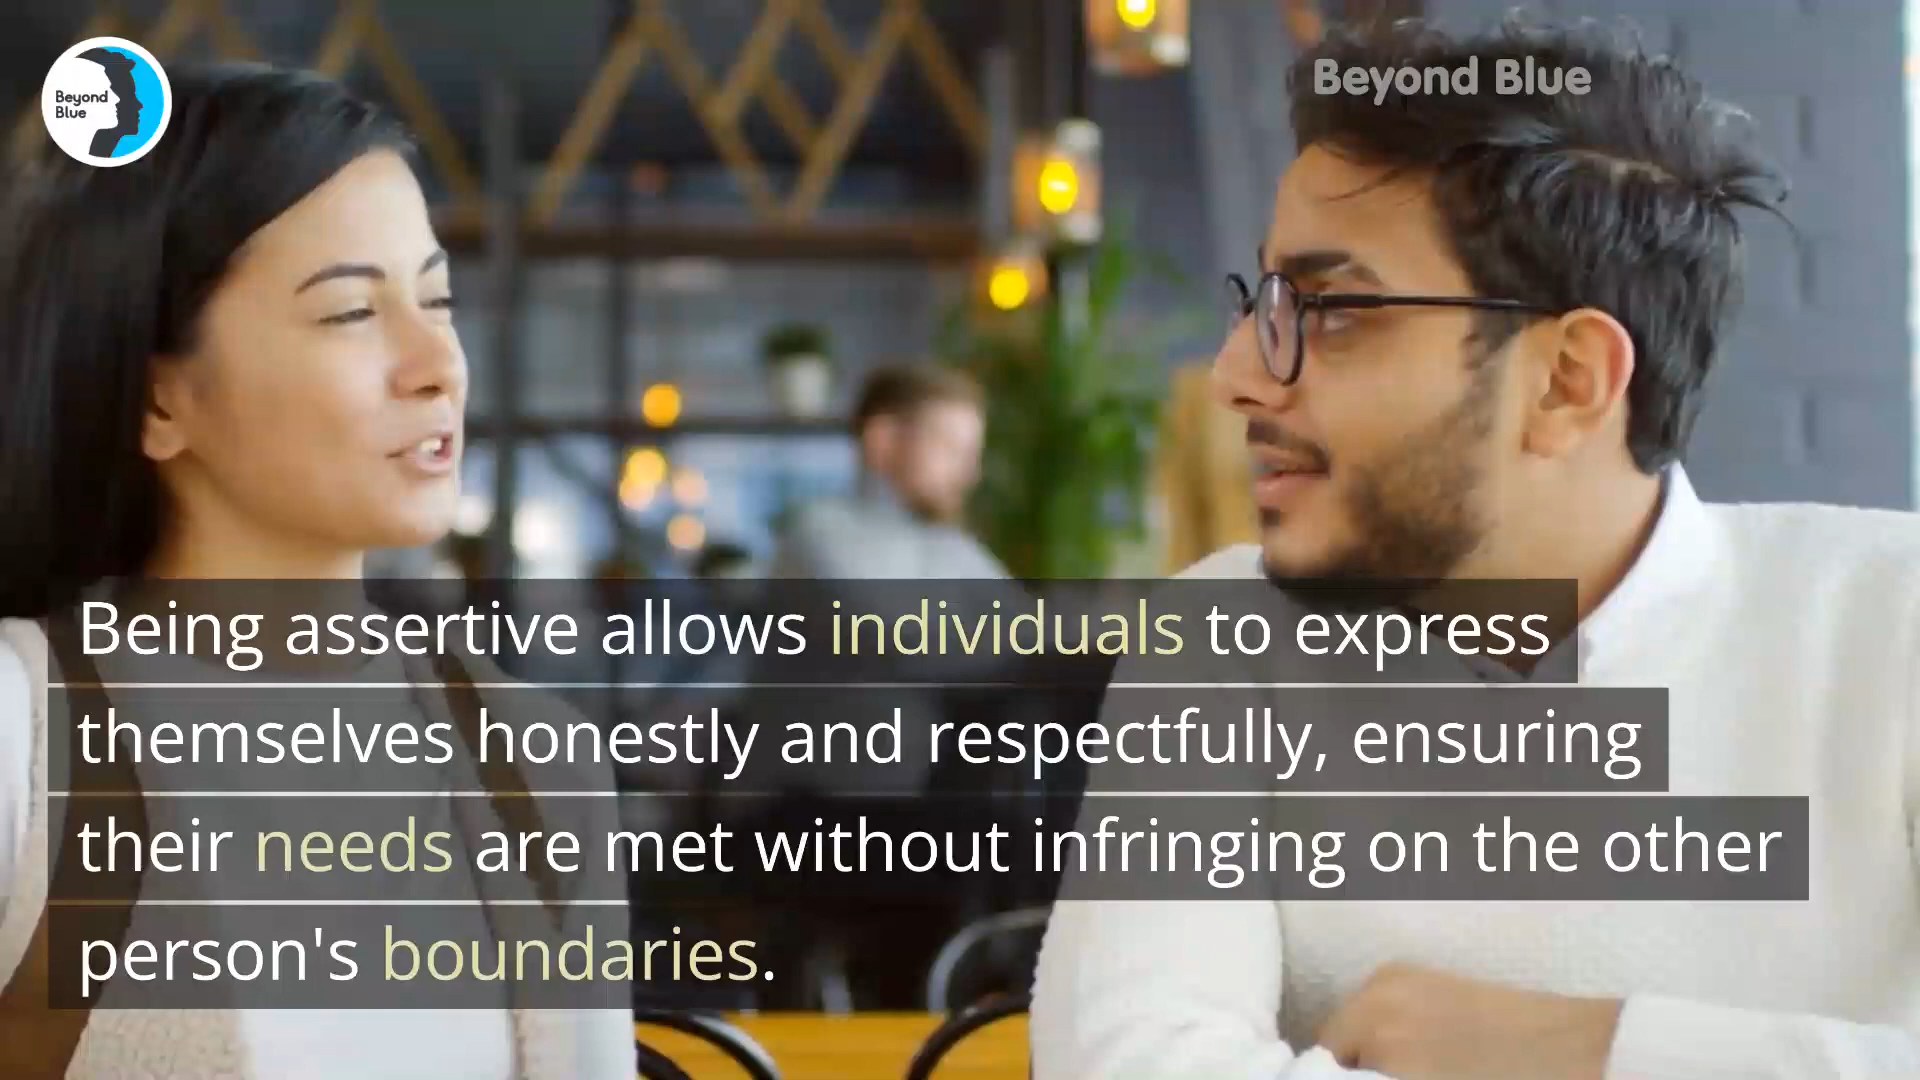 Beyond
Blue
Beyond Blue
Being assertive allows individuals to express
themselves honestly and respectfully, ensuring
their needs are met without infringing on the other
person's boundaries.